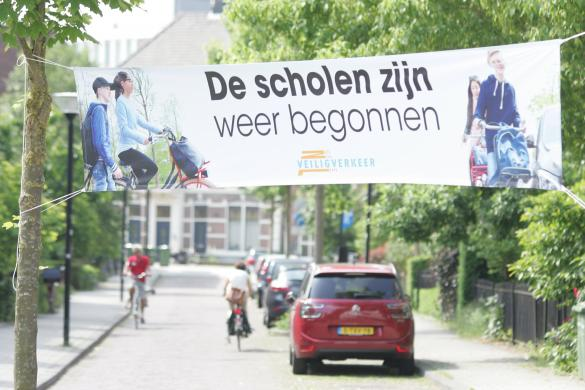 De scholen zijn
weer begonnen
VEILIGVERKEER